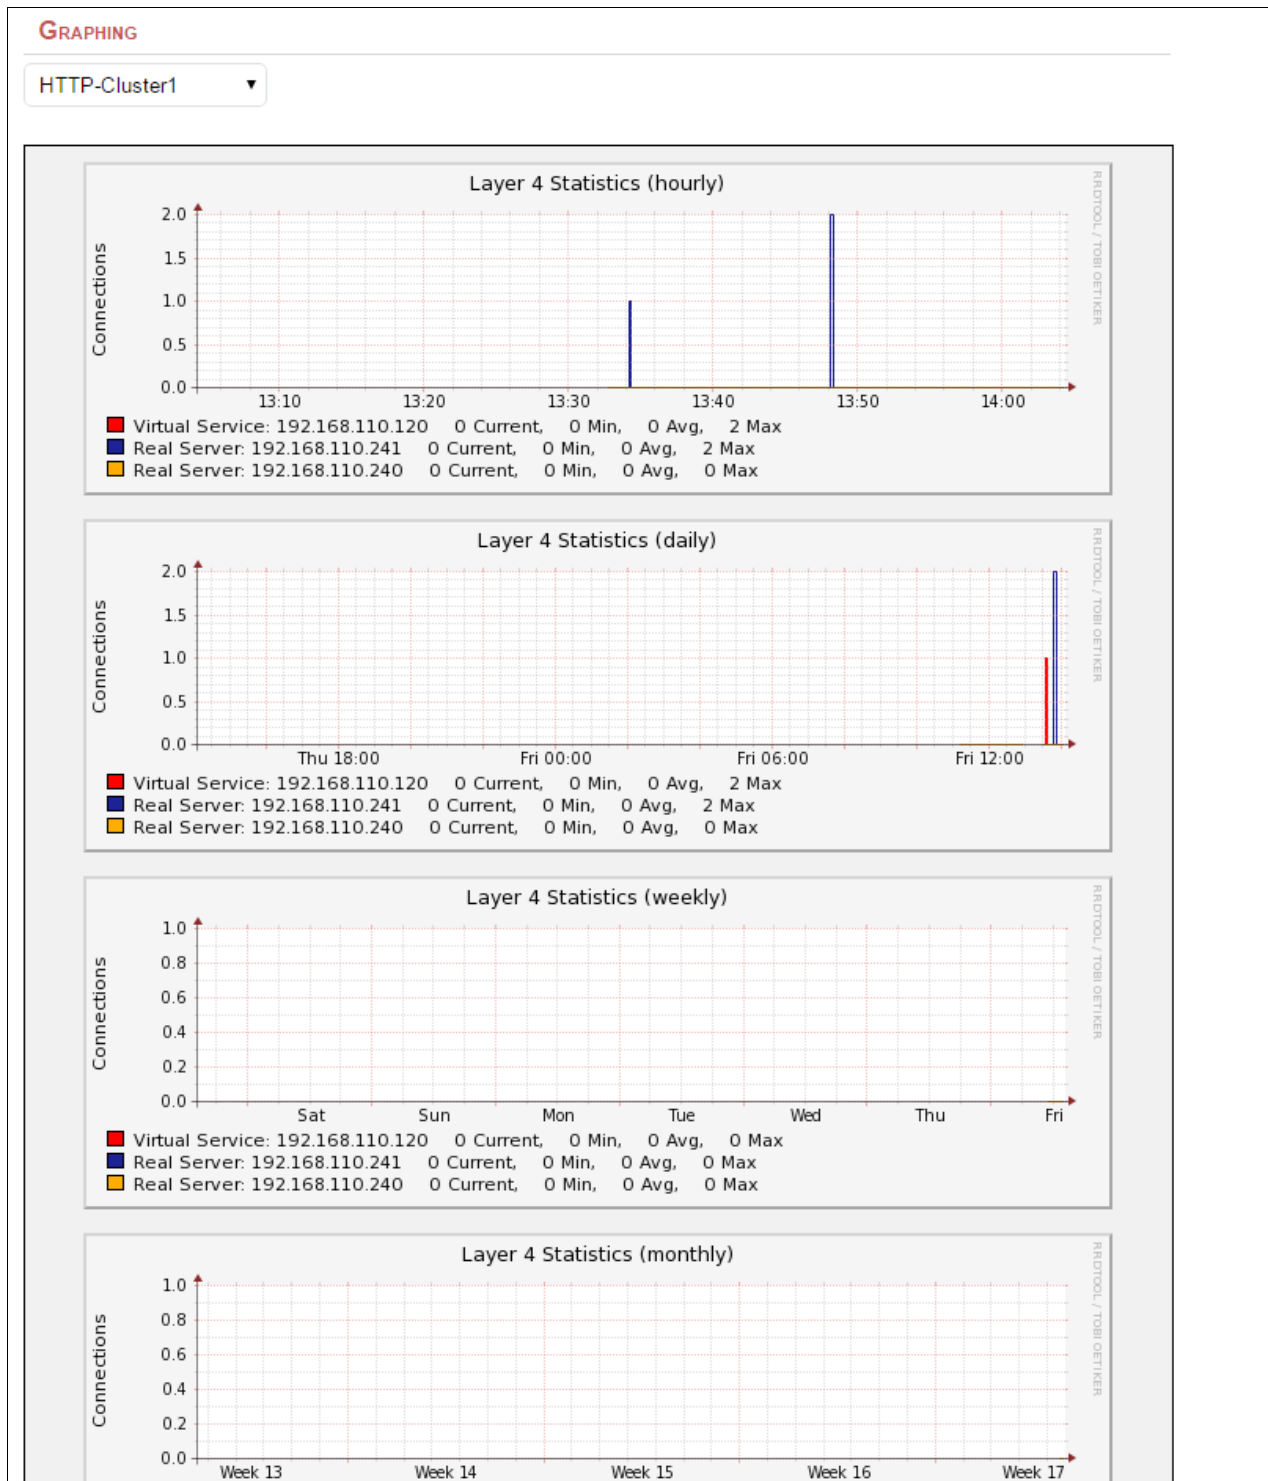 GRAPHING
HTTP-Cluster1
Layer 4 Statistics (hourly)
RRDTOOL / TOBI OETIKER
Connections
2.0
1.5
1.0
0.5
0.0
13:10 13:20 13:30 13:40 13:50 14:00
Virtual Service: 192.168.110.120 0 Current, 0 Min, 0 Avg, 2 Max
Real Server: 192.168.110.241 0 Current, 0 Min, 0 Avg, 2 Max
Real Server: 192.168.110.240 0 Current, 0 Min, 0 Avg, 0 Max
Layer 4 Statistics (daily)
RRDTOOL / TOBI OETIKER
Connections
2.0
1.5
1.0
0.5
0.0
Thu 18:00 Fri 00:00 Fri 06:00 Fri 12:00
Virtual Service: 192.168.110.120 0 Current, 0 Min, 0 Avg, 2 Max
Real Server: 192.168.110.241 0 Current, 0 Min, 0 Avg, 2 Max
Real Server: 192.168.110.240 0 Current, 0 Min, 0 Avg, 0 Max
Layer 4 Statistics (weekly)
RRDTOOL / TOBI OETIKER
Connections
1.0
0.8
0.6
0.4
0.2
0.0
Sat Sun Mon Tue Wed Thu Fri
Virtual Service: 192.168.110.120 0 Current, 0 Min, 0 Avg, 0 Max
Real Server: 192.168.110.241 0 Current, 0 Min, 0 Avg, 0 Max
Real Server: 192.168.110.240 0 Current, 0 Min, 0 Avg, 0 Max
Layer 4 Statistics (monthly)
RRDTOOL / TOBI OETIKER
Connections
1.0
0.8
0.6
0.4
0.2
0.0
Week 13 Week 14 Week 15 Week 16 Week 17